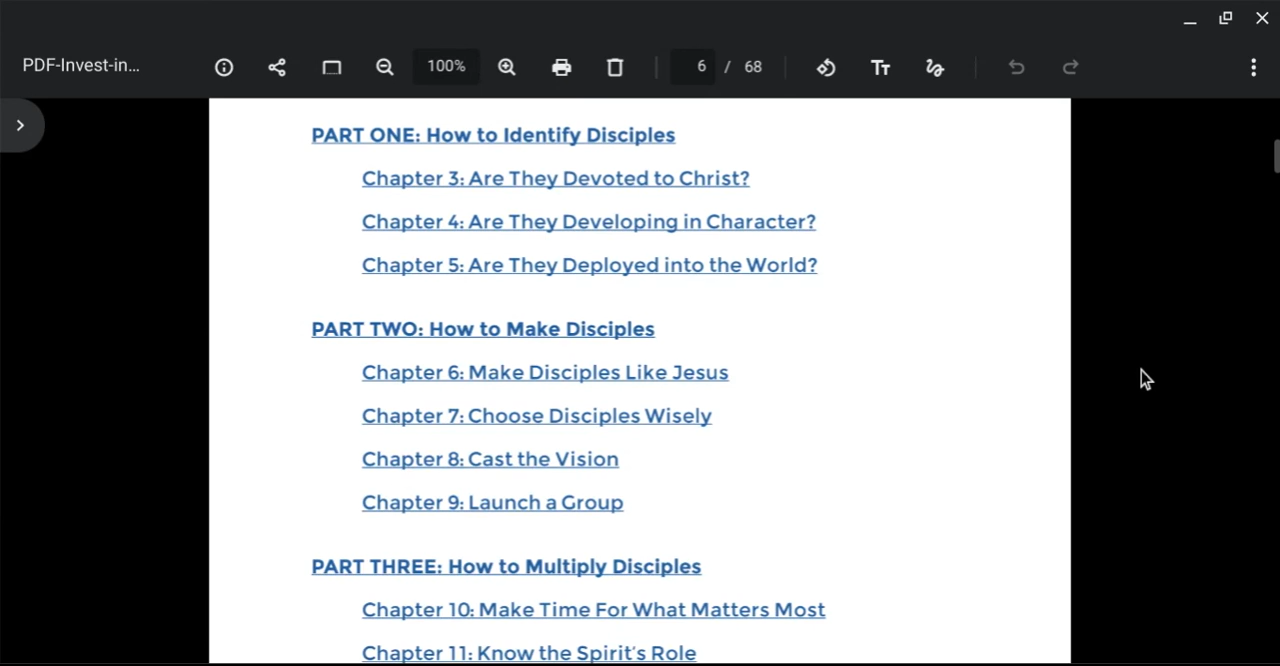 PDF-Invest-in...
100%
6 / 68
PART ONE: How to Identify Disciples
Chapter 3: Are They Devoted to Christ?
Chapter 4: Are They Developing in Character?
Chapter 5: Are They Deployed into the World?
PART TWO: How to Make Disciples
Chapter 6: Make Disciples Like Jesus
Chapter 7: Choose Disciples Wisely
Chapter 8: Cast the Vision
Chapter 9: Launch a Group
PART THREE: How to Multiply Disciples
Chapter 10: Make Time For What Matters Most
Chapter 11: Know the Spirit's Role